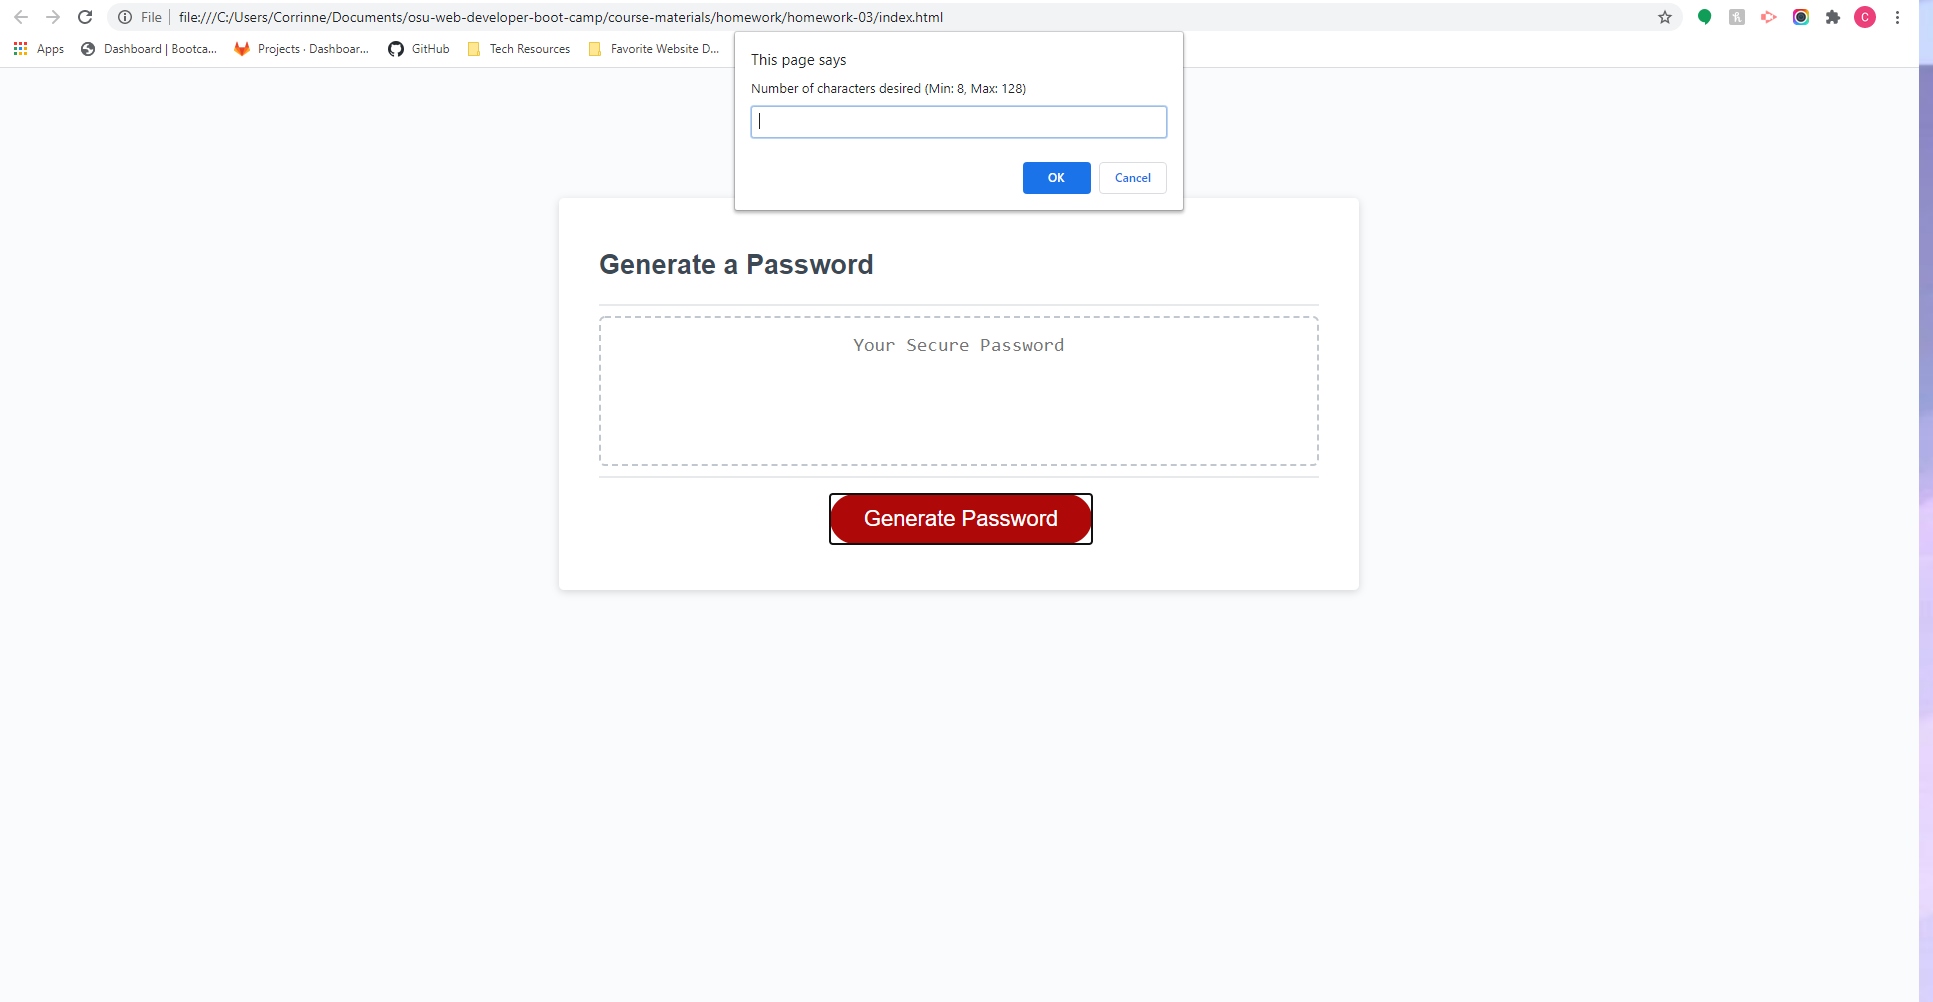 File file:///C:/Users/Corrinne/Documents/osu-web-developer-boot-camp/course-materials/homework/homework-03/index.html C
Apps Dashboard | Bootca... Projects · Dashboar... GitHub Tech Resources Favorite Website D...
This page says
Number of characters desired (Min: 8, Max: 128)
OK Cancel
Generate a Password
Your Secure Password
Generate Password